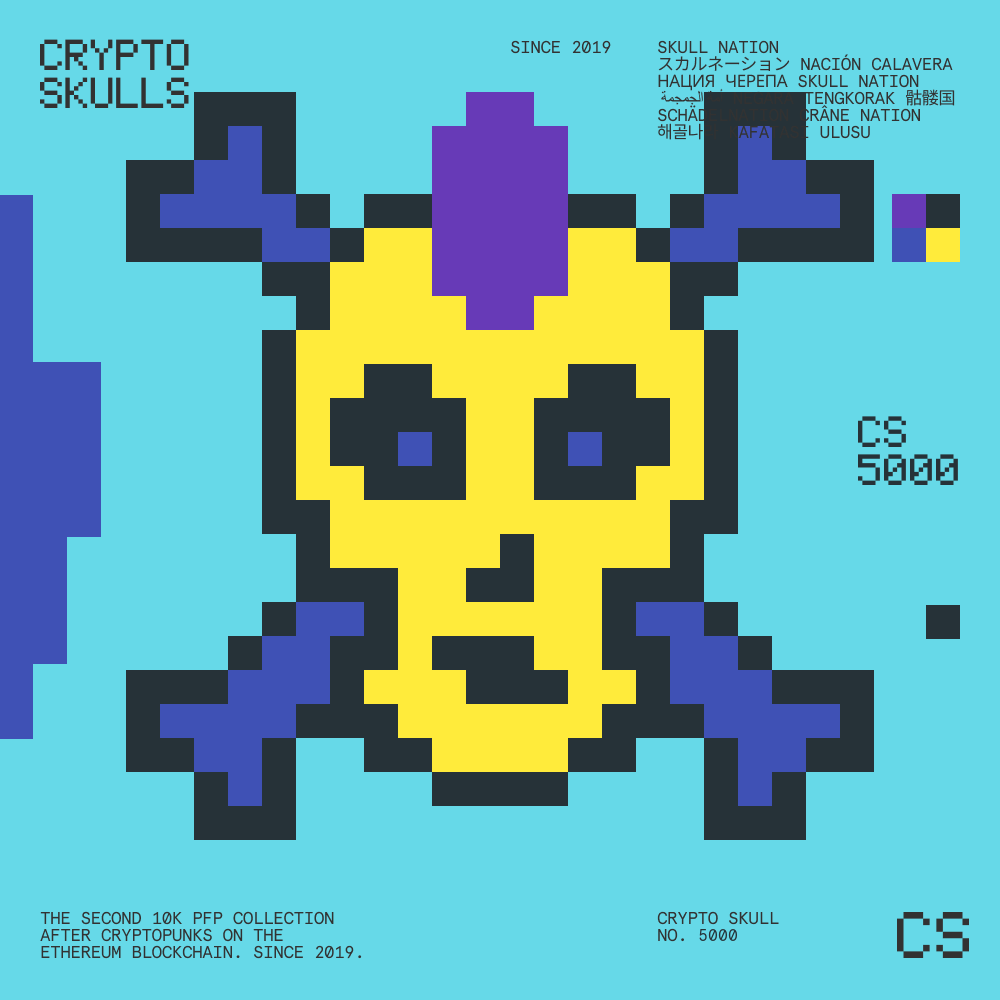 CRYPTO
SKULLS
SINCE 2019
SKULL NATION
スカルネーション NACIÓN CALAVERA
НАЦИЯ ЧЕРЕПА SKULL NATION
الجمجمة TENGKORAK 骷髅国
CRÂNE NATION
ULUSU
CS
5000
THE SECOND 10K PFP COLLECTION
AFTER CRYPTOPUNKS ON THE
ETHEREUM BLOCKCHAIN. SINCE 2019.
CRYPTO SKULL
NO. 5000
CS